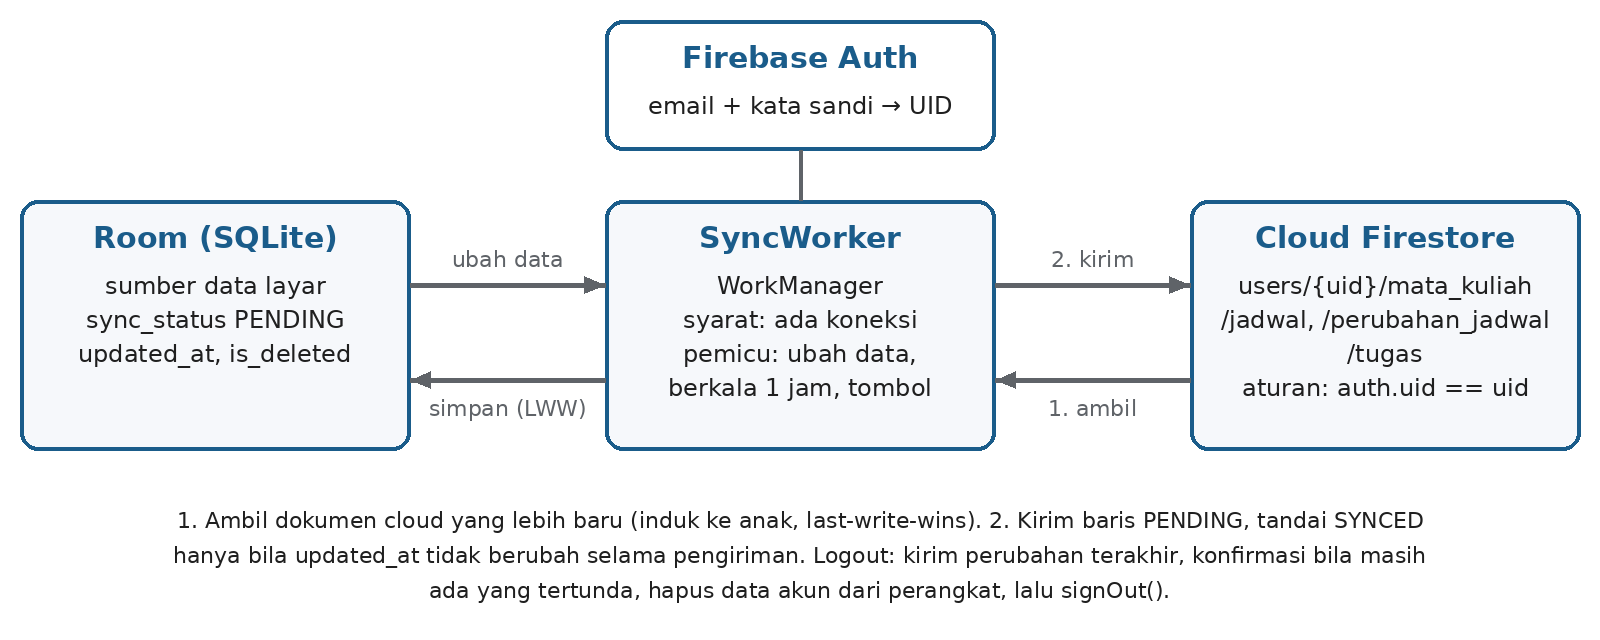 Firebase Auth
email + kata sandi → UID
Room (SQLite)
sumber data layar
sync_status PENDING
updated_at, is_deleted
ubah data
simpan (LWW)
SyncWorker
WorkManager
syarat: ada koneksi
pemicu: ubah data,
berkala 1 jam, tombol
2. kirim
1. ambil
Cloud Firestore
users/{uid}/mata_kuliah
/jadwal, /perubahan_jadwal
/tugas
aturan: auth.uid == uid
1. Ambil dokumen cloud yang lebih baru (induk ke anak, last-write-wins). 2. Kirim baris PENDING, tandai SYNCED
hanya bila updated_at tidak berubah selama pengiriman. Logout: kirim perubahan terakhir, konfirmasi bila masih
ada yang tertunda, hapus data akun dari perangkat, lalu signOut().